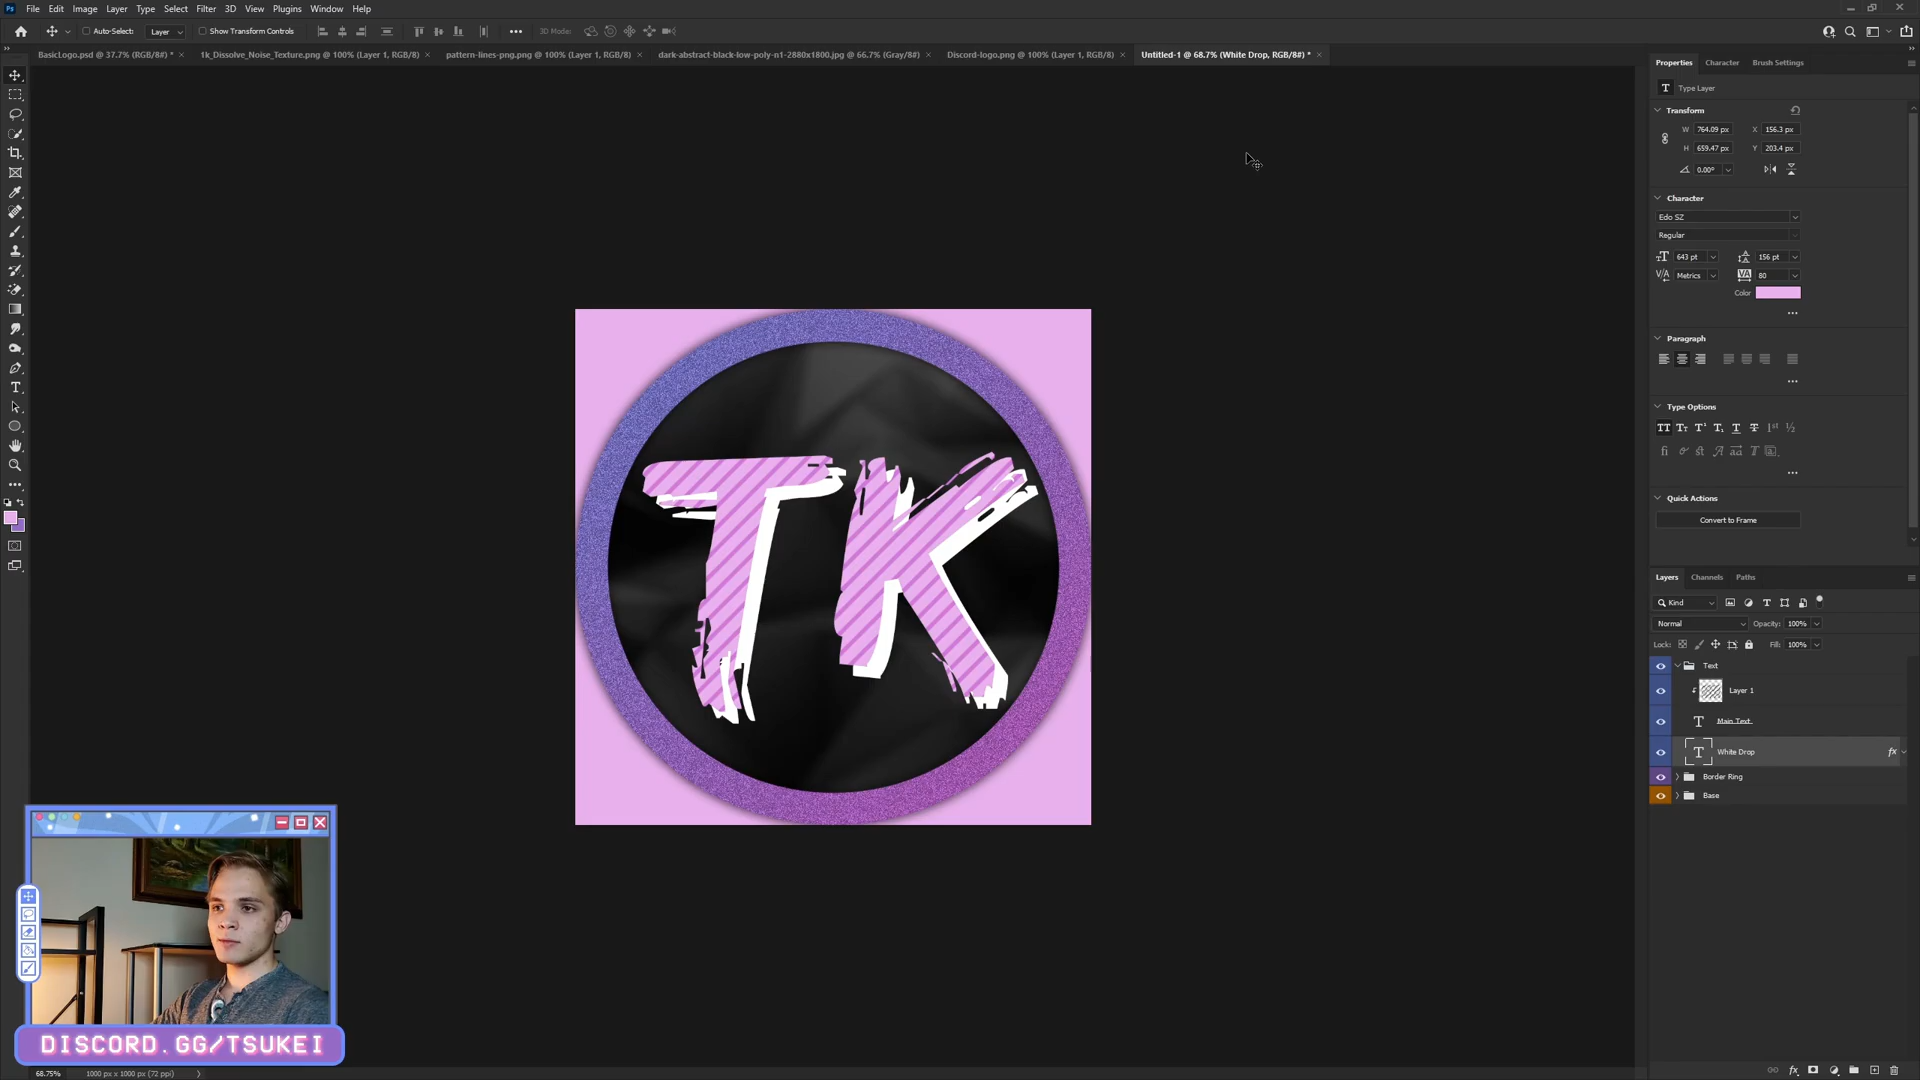 Ps File Edit Image Layer Type Select Filter 3D View Plugins Window Help
Auto-Select: Layer Show Transform Controls 3D Mode:
BasicLogo.psd @ 37.7% (RGB/8#) * 1k_Dissolve_Noise_Texture.png @ 100% (Layer 1, RGB/8) pattern-lines-png.png @ 100% (Layer 1, RGB/8) dark-abstract-black-low-poly-n1-2880x1800.jpg @ 66.7% (Gray/8#) Discord-logo.png @ 100% (Layer 1, RGB/8) Untitled-1 @ 68.7% (White Drop, RGB/8#) *
Properties Character Brush Settings
Type Layer
Transform
W 764.09 px X 156.3 px
H 659.47 px Y 203.4 px
0.00°
Character
Edo SZ
Regular
643 pt 156 pt
Metrics 80
Color
Paragraph
Type Options
Quick Actions
Convert to Frame
Layers Channels Paths
Kind
Normal Opacity: 100%
Lock: Fill: 100%
Text
Layer 1
Main Text
White Drop fx
Border Ring
Base
TK
DISCORD.GG/TSUKEI
68.75% 1000 px x 1000 px (72 ppi)